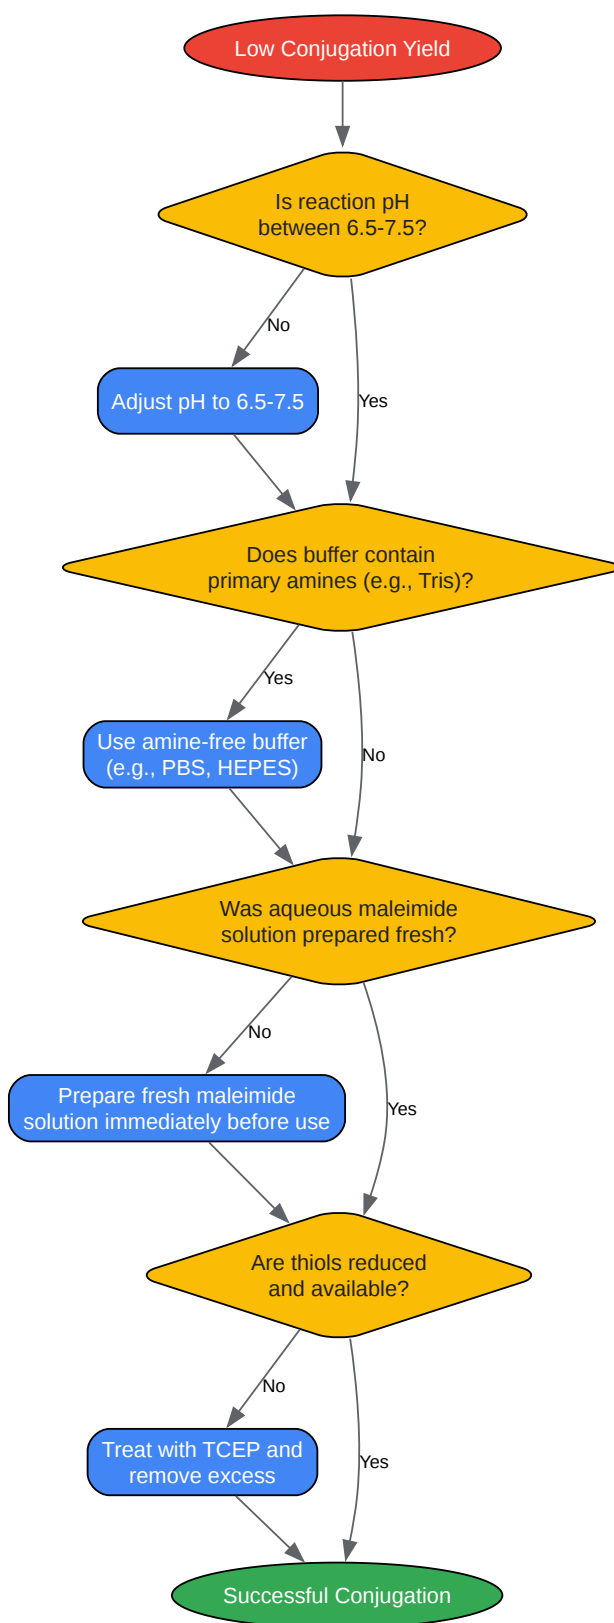 Low Conjugation Yield
Is reaction pH
between 6.5-7.5?
No
Yes
Adjust pH to 6.5-7.5
Does buffer contain
primary amines (e.g., Tris)?
Yes
No
Use amine-free buffer
(e.g., PBS, HEPES)
Was aqueous maleimide
solution prepared fresh?
No
Yes
Prepare fresh maleimide
solution immediately before use
Are thiols reduced
and available?
No
Yes
Treat with TCEP and
remove excess
Successful Conjugation